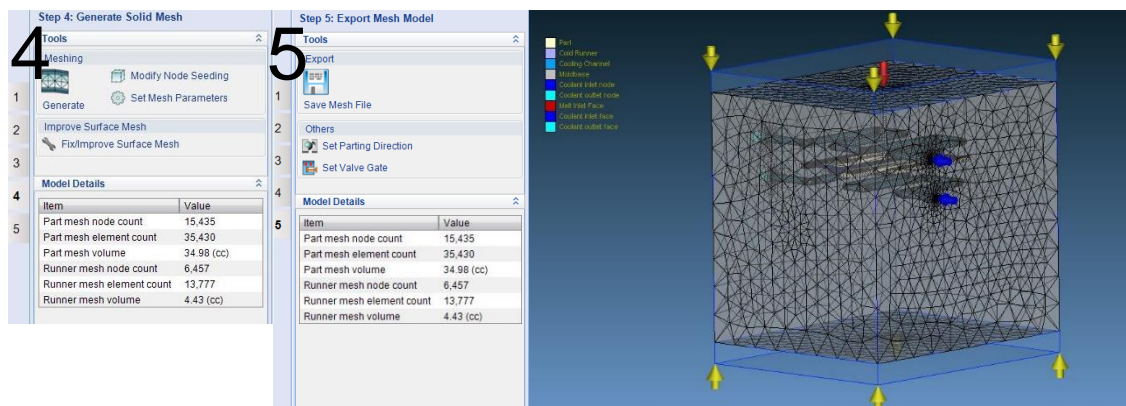 4
Step 4: Generate Solid Mesh
Tools
Meshing
Generate
Modify Node Seeding
Set Mesh Parameters
Improve Surface Mesh
Fix/Improve Surface Mesh
Model Details
Item Value
Part mesh node count 15,435
Part mesh element count 35,430
Part mesh volume 34.98 (cc)
Runner mesh node count 6,457
Runner mesh element count 13,777
Runner mesh volume 4.43 (cc)
1
2
3
4
5
5
Step 5: Export Mesh Model
Tools
Export
Save Mesh File
Others
Set Parting Direction
Set Valve Gate
Model Details
Item Value
Part mesh node count 15,435
Part mesh element count 35,430
Part mesh volume 34.98 (cc)
Runner mesh node count 6,457
Runner mesh element count 13,777
Runner mesh volume 4.43 (cc)
1
2
3
4
5
Part
Cold Runner
Cooling Channel
Moldbase
Coolant inlet node
Coolant outlet node
Melt Inlet Face
Coolant inlet face
Coolant outlet face